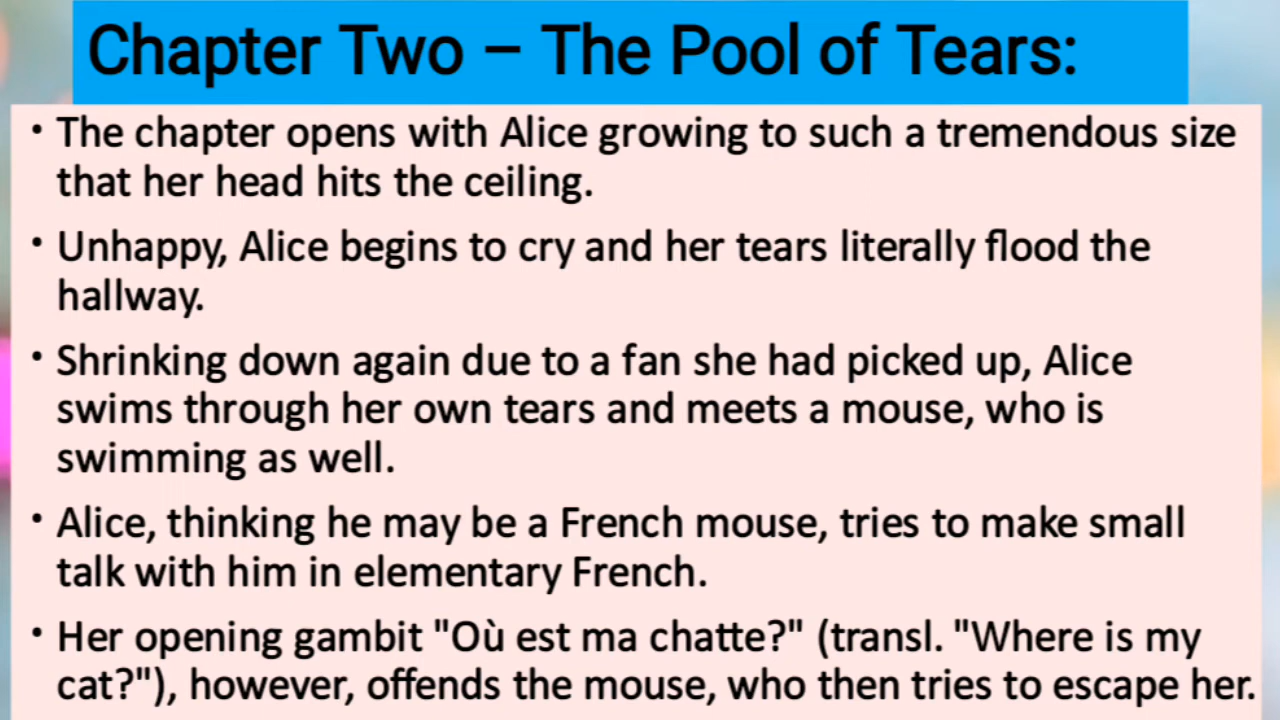 Chapter Two – The Pool of Tears:
• The chapter opens with Alice growing to such a tremendous size
that her head hits the ceiling.
• Unhappy, Alice begins to cry and her tears literally flood the
hallway.
• Shrinking down again due to a fan she had picked up, Alice
swims through her own tears and meets a mouse, who is
swimming as well.
• Alice, thinking he may be a French mouse, tries to make small
talk with him in elementary French.
• Her opening gambit "Où est ma chatte?" (transl. "Where is my
cat?"), however, offends the mouse, who then tries to escape her.